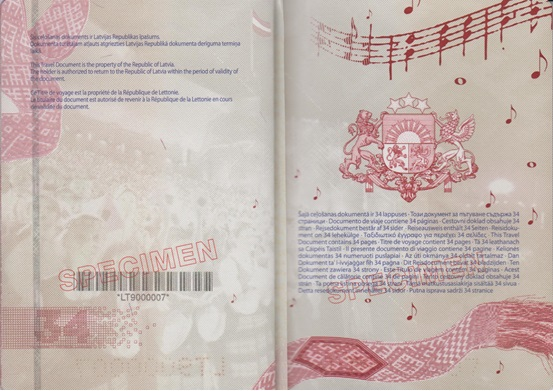 Šis ceļošanas dokuments ir Latvijas Republikas īpašums.
Dokumenta turētājam atļauts atgriezties Latvijas Republikā dokumenta derīguma termiņa
laikā.
This Travel Document is the property of the Republic of Latvia.
The holder is authorized to return to the Republic of Latvia within the period of validity of
the document.
Le Titre de voyage est la propriété de la République de Lettonie.
Le titulaire du document est autorisé de revenir à la République de Lettonie en cours
de validité du document.
SPECIMEN
*LT9000007*
34
Šajā ceļošanas dokumentā ir 34 lappuses · Този документ за пътуване съдържа 34
страници · Documento de viaje contiene 34 páginas · Cestovní doklad obsahuje 34
stran · Rejsedokument består af 34 sider · Reiseausweis enthält 34 Seiten · Reisidoku-
ment on 34 leheküljge · Ταξιδιωτικό έγγραφο για περιέχει 34 σελίδες · This Travel
Document contains 34 pages · Titre de voyage contient 34 pages · Tá 34 leathanach
sa Caipéis Taistil · Il presente documento di viaggio contiene 34 pagine · Kelionės
dokumentas 34 numeruoti puslapiai · Az úti okmány 34 oldalt tartalmaz · Dan
Dokument ta' l-ivvjaġġar fih 34 paġna · Dit Reisdocument bevat 34 bladzijden · Ten
Dokument zawiera 34 strony · Este Título de viagem contém 34 páginas · Acest
Document de călătorie conţine 34 de pagini · Tento cestovný doklad obsahuje 34
strán · Ta potni list ima 34 strani · Tämä matkustusasiakirja sisältää 34 sivua
Detta resedokument innehåller 34 sidor · Putna isprave sadrži 34 stranice